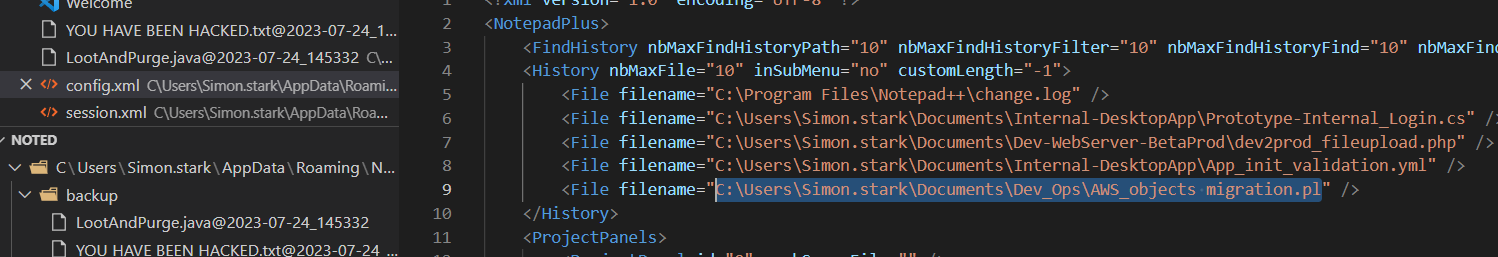 Welcome
YOU HAVE BEEN HACKED.txt@2023-07-24_1...
LootAndPurge.java@2023-07-24_145332 C:\...
config.xml C:\Users\Simon.stark\AppData\Roami...
session.xml C:\Users\Simon.stark\AppData\Roa...
NOTED
C:\Users\Simon.stark\AppData\Roaming\N...
backup
LootAndPurge.java@2023-07-24_145332
YOU HAVE BEEN HACKED.txt@2023-07-24_...
1 <?xml version="1.0" encoding="UTF-8" ?>
2 <NotepadPlus>
3 <FindHistory nbMaxFindHistoryPath="10" nbMaxFindHistoryFilter="10" nbMaxFindHistoryFind="10" nbMaxFin
4 <History nbMaxFile="10" inSubMenu="no" customLength="-1">
5 <File filename="C:\Program Files\Notepad++\change.log" />
6 <File filename="C:\Users\Simon.stark\Documents\Internal-DesktopApp\Prototype-Internal_Login.cs" />
7 <File filename="C:\Users\Simon.stark\Documents\Dev-WebServer-BetaProd\dev2prod_fileupload.php" />
8 <File filename="C:\Users\Simon.stark\Documents\Internal-DesktopApp\App_init_validation.yml" />
9 <File filename="C:\Users\Simon.stark\Documents\Dev_Ops\AWS_objects migration.pl" />
10 </History>
11 <ProjectPanels>